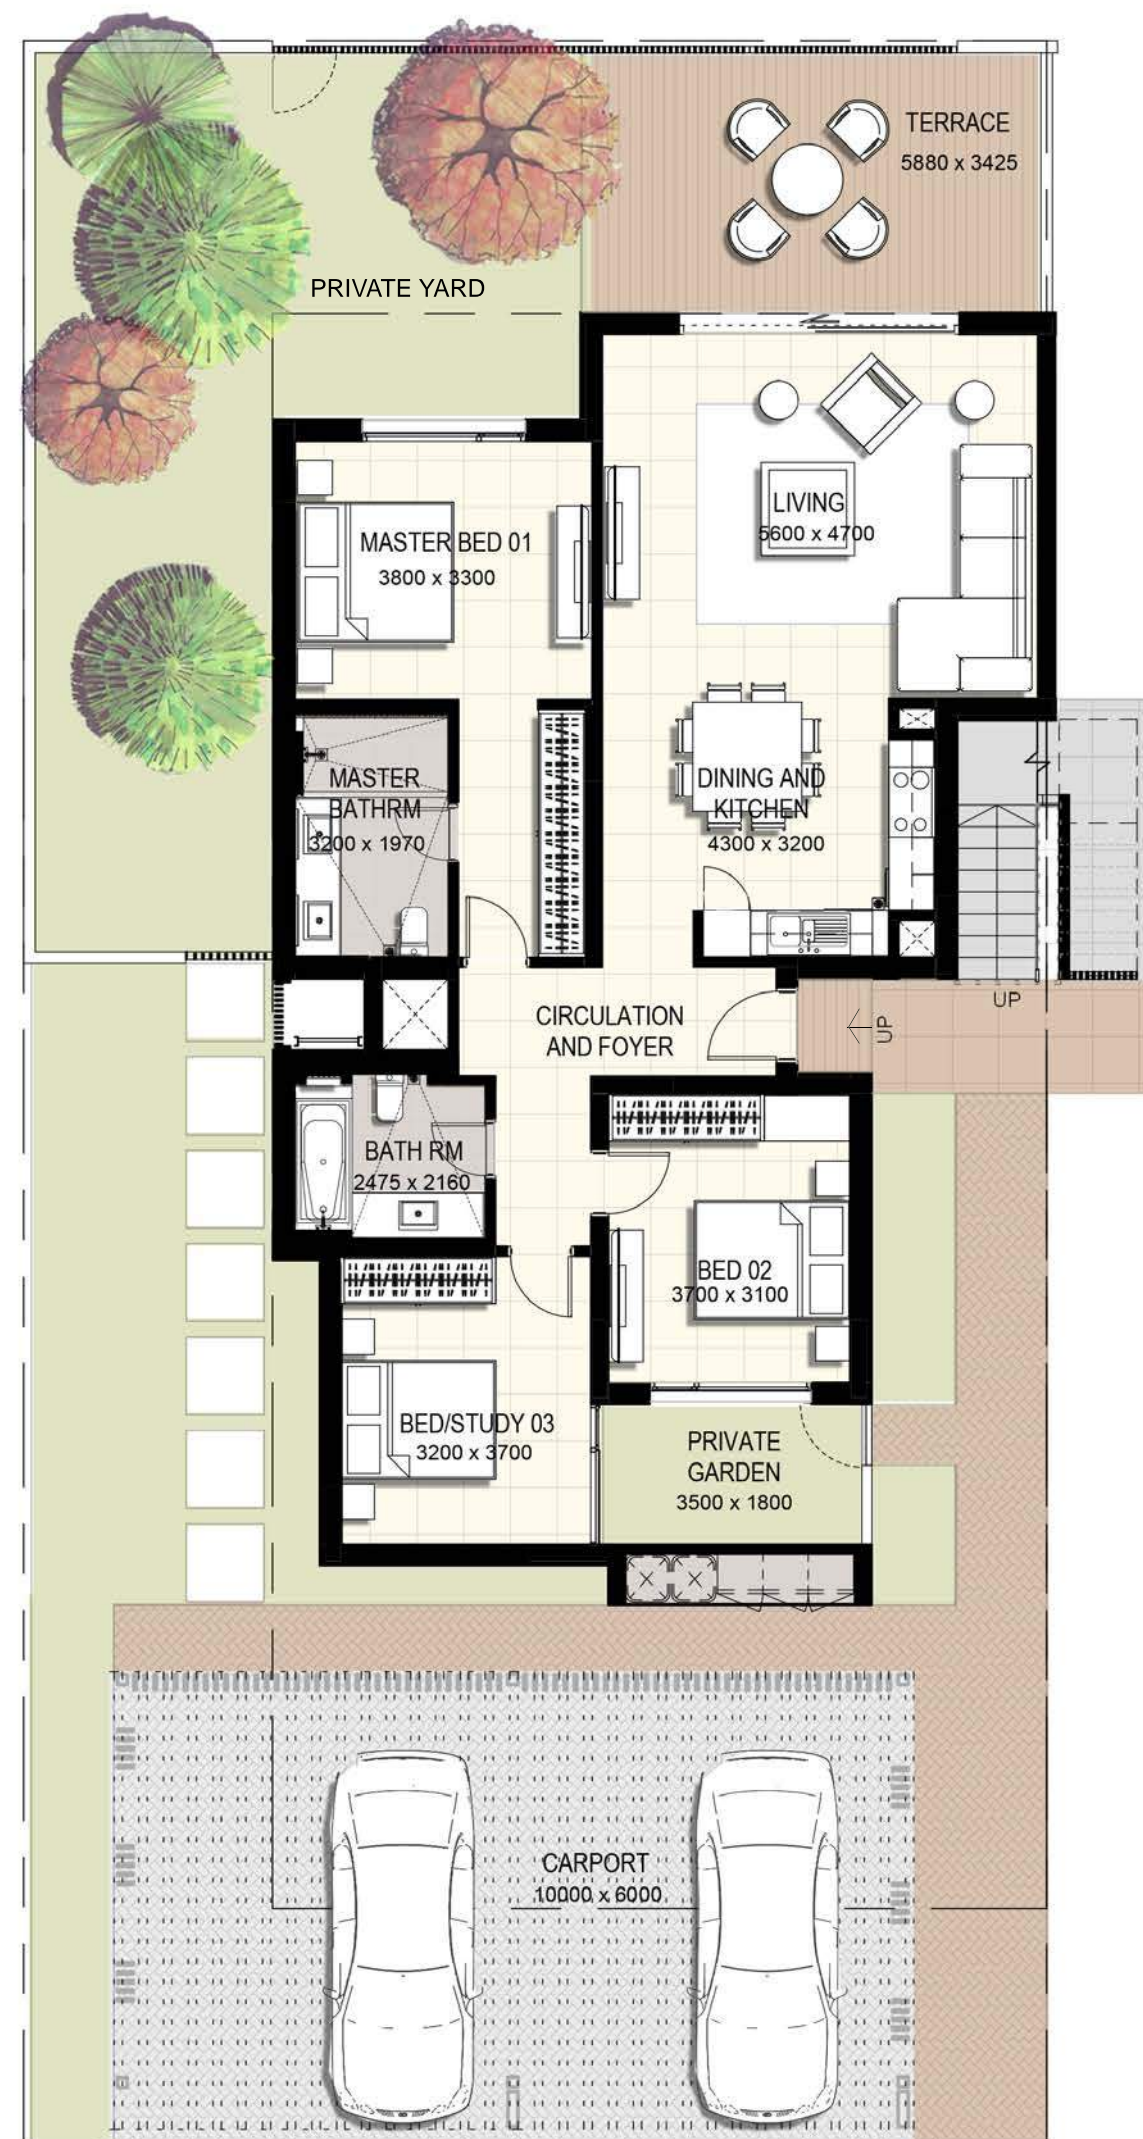 TERRACE
5880 x 3425
PRIVATE YARD
LIVING
5600 x 4700
MASTER BED 01
3800 x 3300
MASTER
BATHRM
3200 x 1970
DINING AND
KITCHEN
4300 x 3200
UP
CIRCULATION
AND FOYER
UP
BATH RM
2475 x 2160
BED 02
3700 x 3100
BED/STUDY 03
3200 x 3700
PRIVATE
GARDEN
3500 x 1800
CARPORT
10000 x 6000